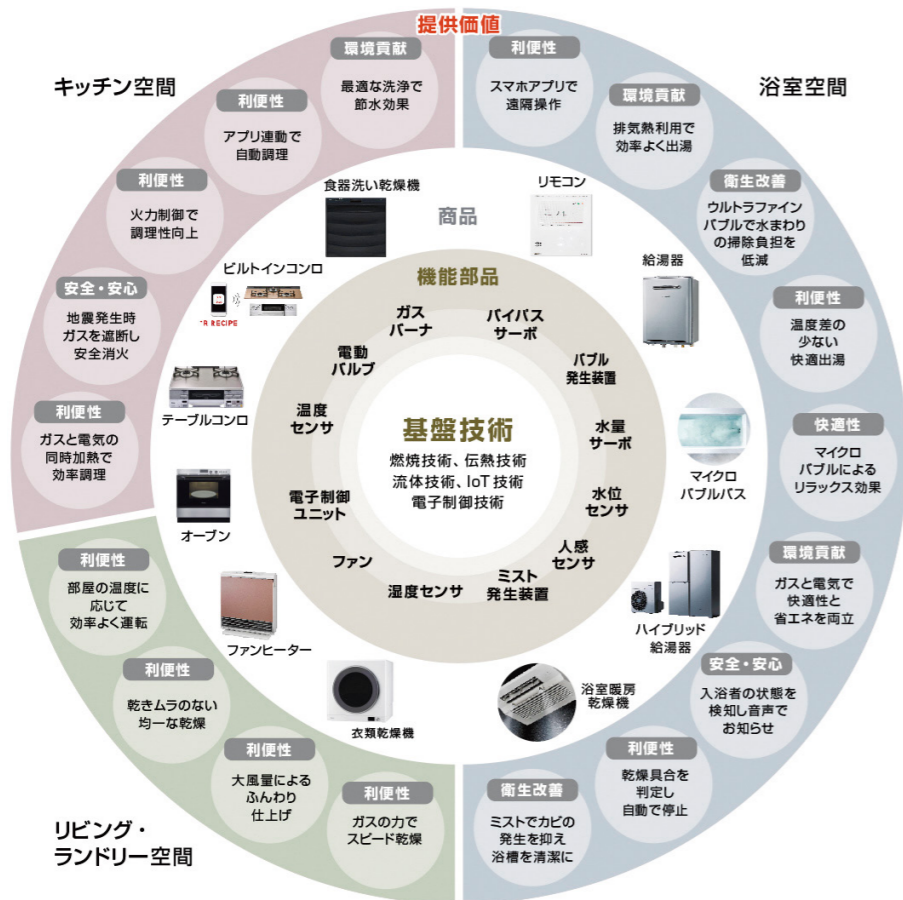 提供価値
キッチン空間
環境貢献
最適な洗浄で
節水効果
利便性
アプリ連動で
自動調理
利便性
火力制御で
調理性向上
安全・安心
地震発生時
ガスを遮断し
安全消火
利便性
ガスと電気の
同時加熱で
効率調理
浴室空間
利便性
スマホアプリで
遠隔操作
環境貢献
排気熱利用で
効率よく出湯
衛生改善
ウルトラファイン
バブルで水まわり
の掃除負担を
低減
利便性
温度差の
少ない
快適出湯
快適性
マイクロ
バブルによる
リラックス効果
環境貢献
ガスと電気で
快適性と
省エネを両立
安全・安心
入浴者の状態を
検知し音声で
お知らせ
利便性
乾燥具合を
判定し
自動で停止
衛生改善
ミストでカビの
発生を抑え
浴槽を清潔に
リビング・
ランドリー空間
利便性
部屋の温度に
応じて
効率よく運転
利便性
乾きムラのない
均一な乾燥
利便性
大風量による
ふんわり
仕上げ
利便性
ガスの力で
スピード乾燥
商品
食器洗い乾燥機
リモコン
ビルトインコンロ
R RECIPE
給湯器
テーブルコンロ
マイクロ
バブルバス
オーブン
ハイブリッド
給湯器
ファンヒーター
浴室暖房
乾燥機
衣類乾燥機
機能部品
ガス
バーナ
バイパス
サーボ
電動
バルブ
バブル
発生装置
温度
センサ
水量
サーボ
電子制御
ユニット
水位
センサ
ファン
人感
センサ
湿度センサ
ミスト
発生装置
基盤技術
燃焼技術、伝熱技術
流体技術、IoT技術
電子制御技術